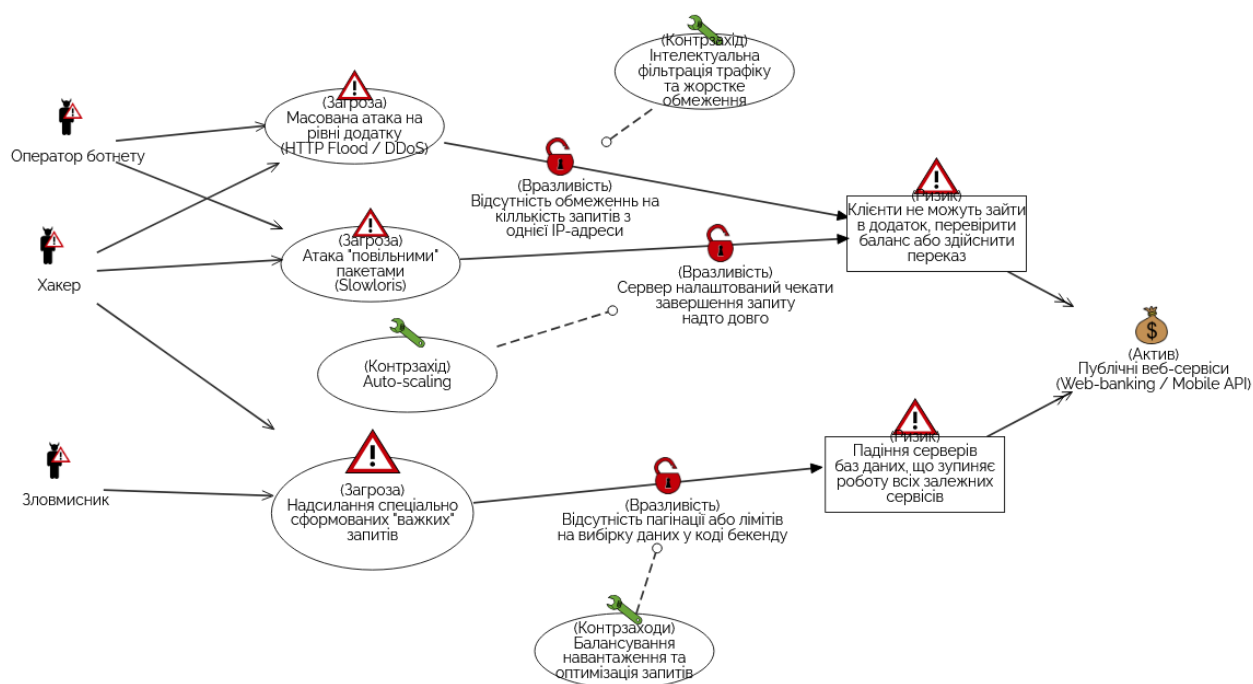 (Контрзахід)
Інтелектуальна
фільтрація трафіку
та жорстке
обмеження
(Загроза)
Масована атака на
рівні додатку
(HTTP Flood / DDoS)
Оператор ботнету
(Вразливість)
Відсутність обмеженнь на
кілллькість запитів з
однієї IP-адреси
(Ризик)
Клієнти не можуть зайти
в додаток, перевірити
баланс або здійснити
переказ
Хакер
(Загроза)
Атака "повільними"
пакетами
(Slowloris)
(Вразливість)
Сервер налаштований чекати
завершення запиту
надто довго
(Контрзахід)
Auto-scaling
$
(Актив)
Публічні веб-сервіси
(Web-banking / Mobile API)
(Ризик)
Падіння серверів
баз даних, що зупиняє
роботу всіх залежних
сервісів
Зловмисник
(Загроза)
Надсилання спеціально
сформованих "важких"
запитів
(Вразливість)
Відсутність пагінації або лімітів
на вибірку даних у коді бекенду
(Контрзаходи)
Балансування
навантаження та
оптимізація запитів